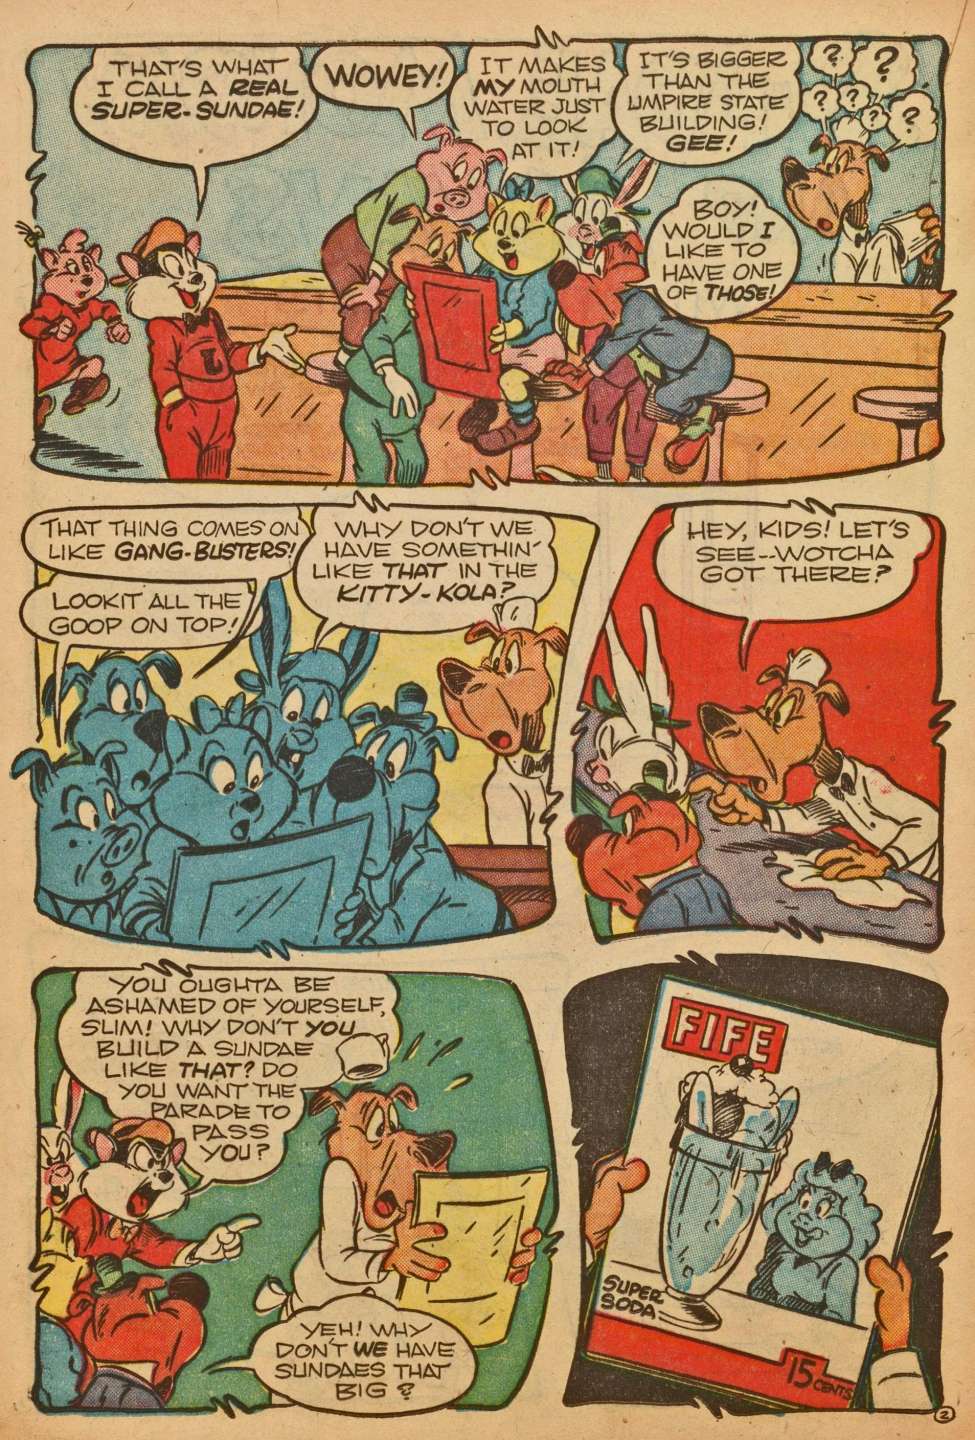 THAT'S WHAT
I CALL A REAL
SUPER-SUNDAE!
WOWEY!
IT MAKES
MY MOUTH
WATER JUST
TO LOOK
AT IT!
IT'S BIGGER
THAN THE
UMPIRE STATE
BUILDING!
GEE!
BOY!
WOULD I
LIKE TO
HAVE ONE
OF THOSE!
?
?
?
?
?
?
L
THAT THING COMES ON
LIKE GANG-BUSTERS!
LOOKIT ALL THE
GOOP ON TOP!
WHY DON'T WE
HAVE SOMETHIN'
LIKE THAT IN THE
KITTY-KOLA?
HEY, KIDS! LET'S
SEE--WOTCHA
GOT THERE?
YOU OUGHTA BE
ASHAMED OF YOURSELF,
SLIM! WHY DON'T YOU
BUILD A SUNDAE
LIKE THAT? DO
YOU WANT THE
PARADE TO
PASS
YOU?
YEH! WHY
DON'T WE HAVE
SUNDAES THAT
BIG?
FIFE
SUPER
SODA
15 CENTS
2